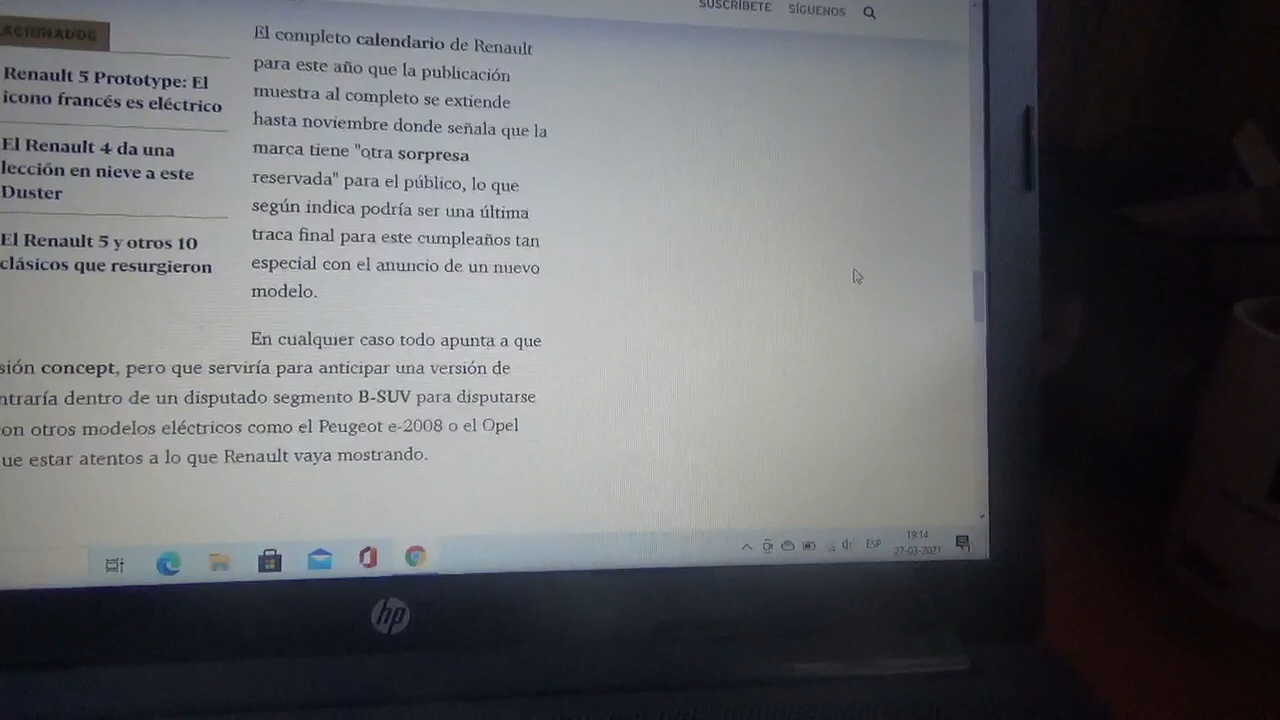 SUSCRÍBETE SÍGUENOS
ACIONADOS
Renault 5 Prototype: El
icono francés es eléctrico
El Renault 4 da una
lección en nieve a este
Duster
El Renault 5 y otros 10
clásicos que resurgieron
El completo calendario de Renault
para este año que la publicación
muestra al completo se extiende
hasta noviembre donde señala que la
marca tiene "otra sorpresa
reservada" para el público, lo que
según indica podría ser una última
traca final para este cumpleaños tan
especial con el anuncio de un nuevo
modelo.
En cualquier caso todo apunta a que
sión concept, pero que serviría para anticipar una versión de
ntraría dentro de un disputado segmento B-SUV para disputarse
on otros modelos eléctricos como el Peugeot e-2008 o el Opel
ue estar atentos a lo que Renault vaya mostrando.
ESP
19:14
27-03-2021
hp